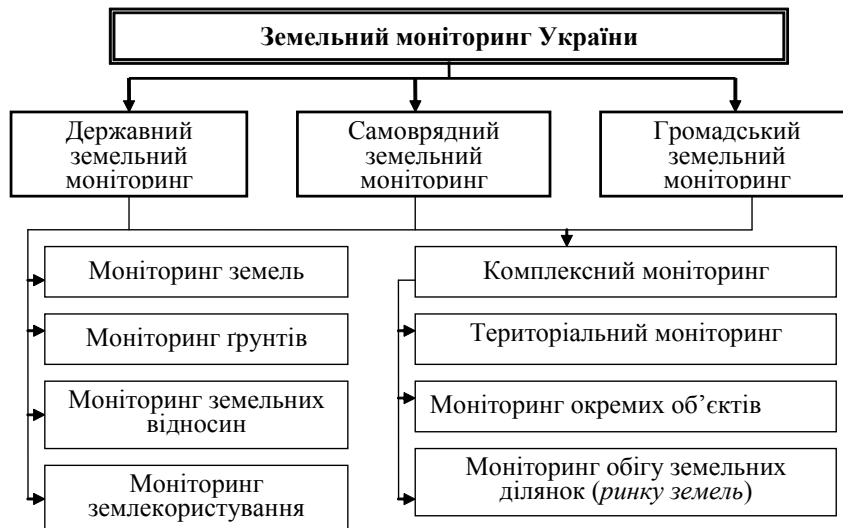 Земельний моніторинг України
Державний
земельний
моніторинг
Самоврядний
земельний
моніторинг
Громадський
земельний
моніторинг
Моніторинг земель
Моніторинг ґрунтів
Моніторинг земельних
відносин
Моніторинг
землекористування
Комплексний моніторинг
Територіальний моніторинг
Моніторинг окремих об’єктів
Моніторинг обігу земельних
ділянок (ринку земель)